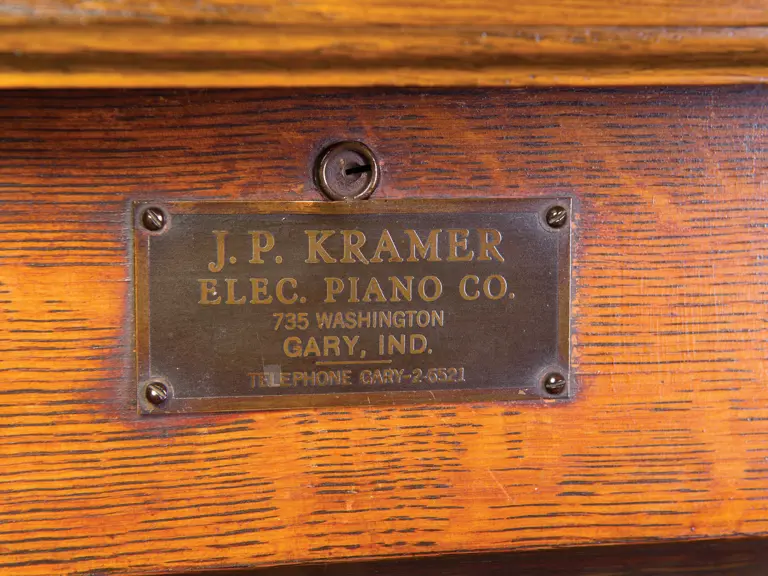 J. P. KRAMER
ELEC. PIANO CO.
735 WASHINGTON
GARY, IND.
TELEPHONE GARY-2-6521